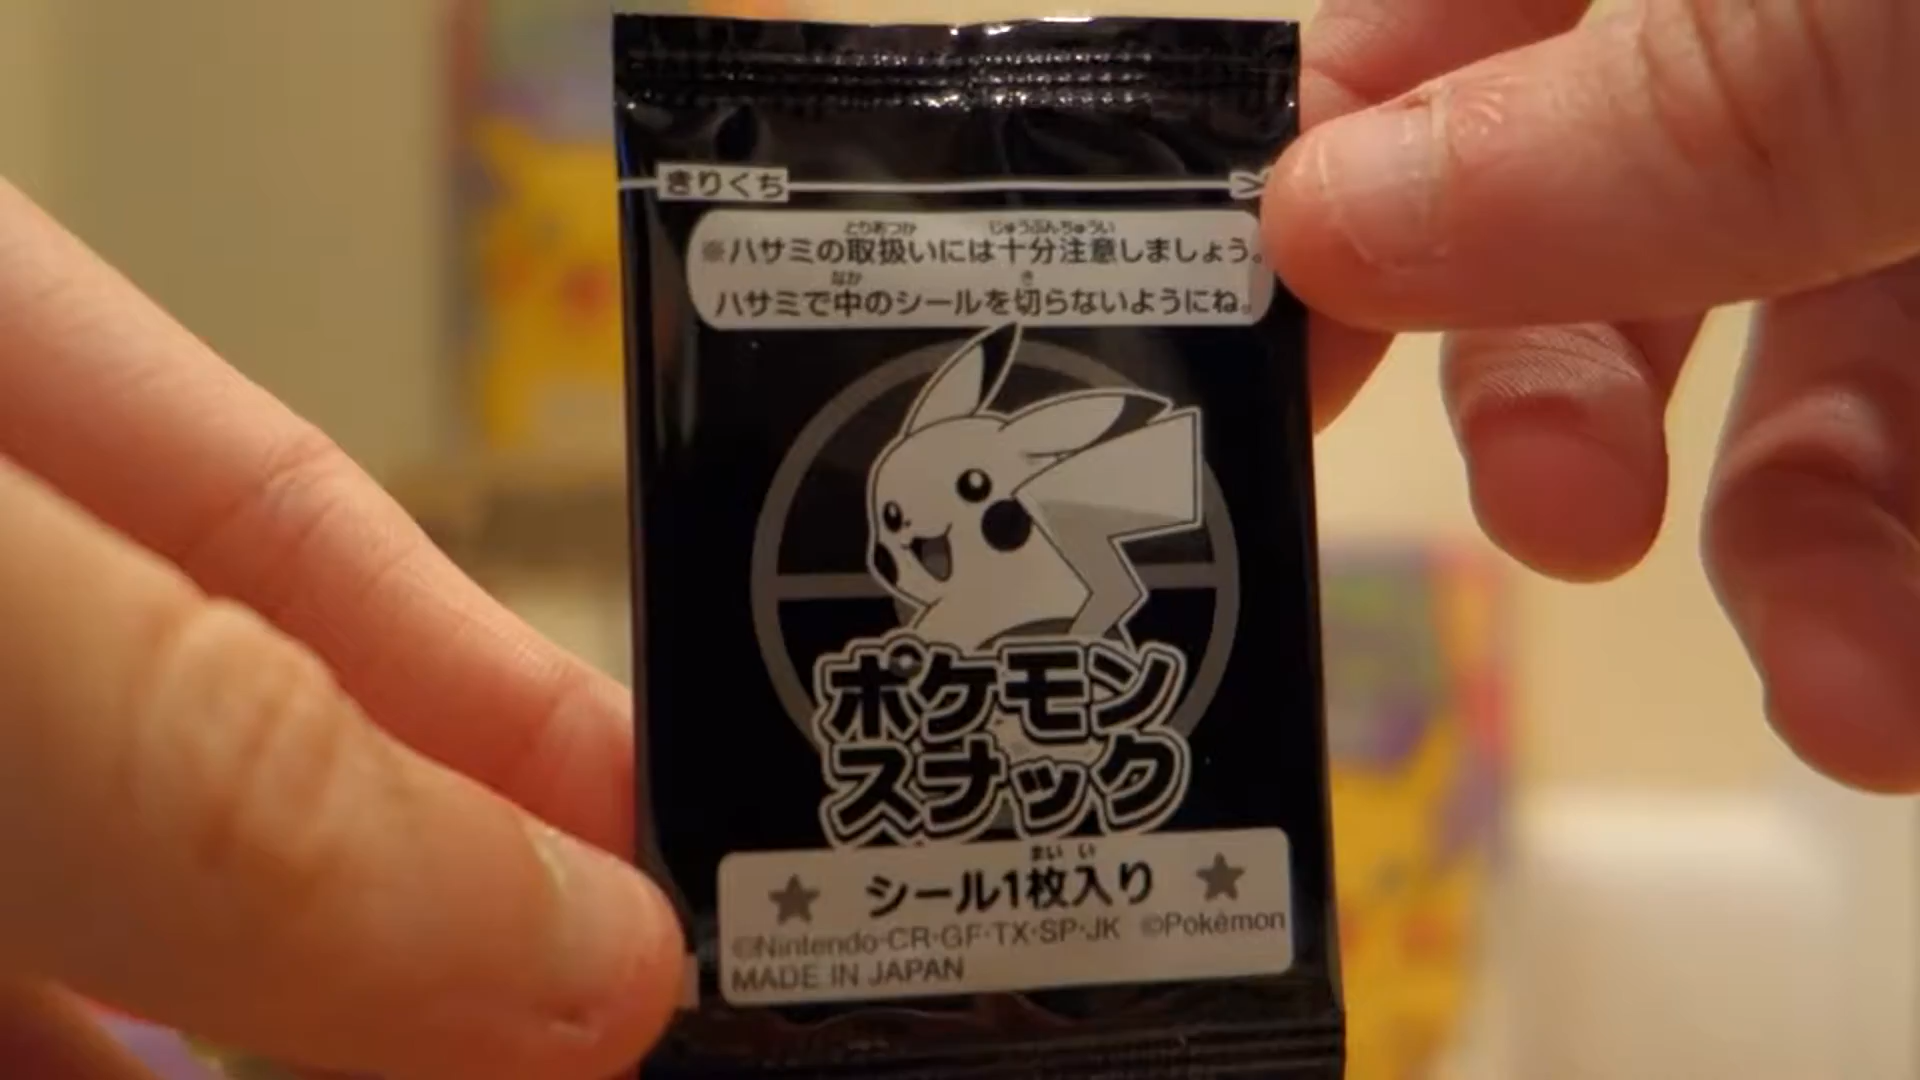 きりくち
※ハサミの取扱いには十分注意しましょう。
ハサミで中のシールを切らないようにね。
ポケモン
スナック
シール1枚入り
©Nintendo・CR・GF・TX・SP・JK ©Pokémon
MADE IN JAPAN